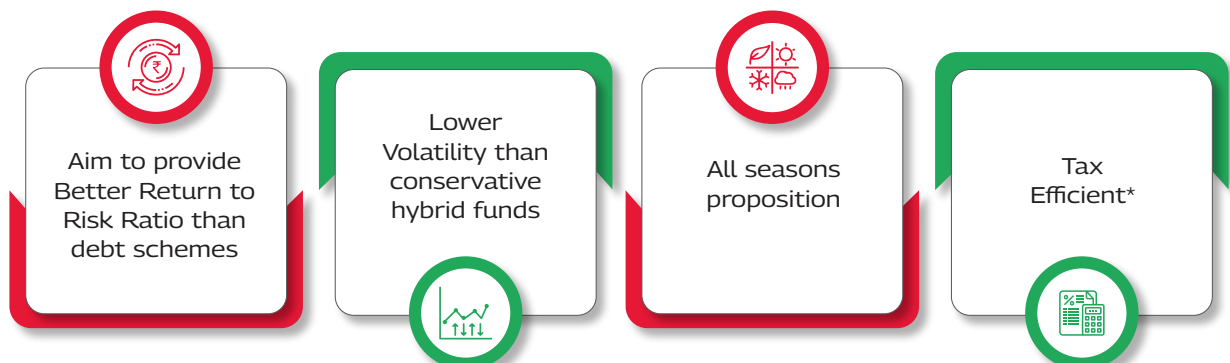 Aim to provide
Better Return to
Risk Ratio than
debt schemes
Lower
Volatility than
conservative
hybrid funds
All seasons
proposition
Tax
Efficient*